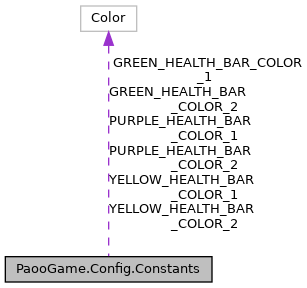 Color
GREEN_HEALTH_BAR_COLOR
_1
GREEN_HEALTH_BAR
_COLOR_2
PURPLE_HEALTH_BAR
_COLOR_1
PURPLE_HEALTH_BAR
_COLOR_2
YELLOW_HEALTH_BAR
_COLOR_1
YELLOW_HEALTH_BAR
_COLOR_2
PaooGame.Config.Constants